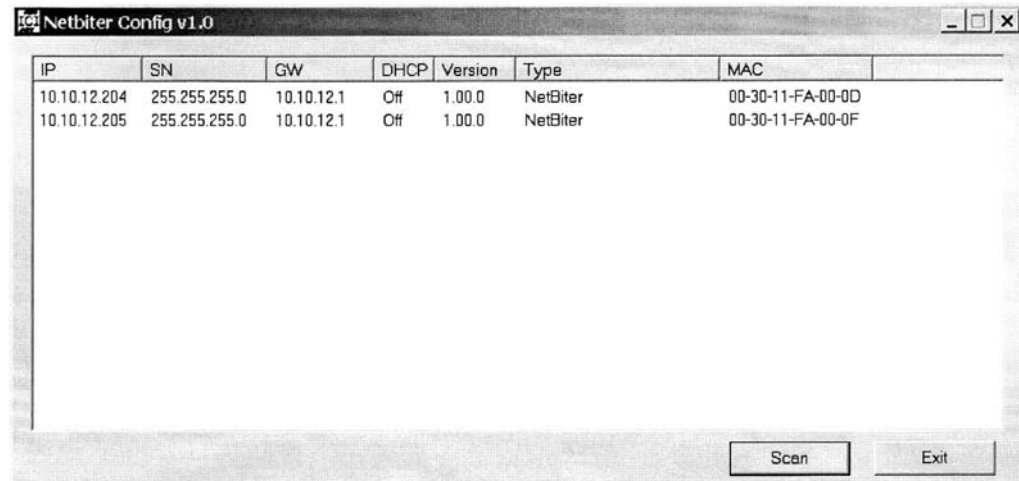 Netbiter Config v1.0
IP SN GW DHCP Version Type MAC
10.10.12.204 255.255.255.0 10.10.12.1 Off 1.00.0 NetBiter 00-30-11-FA-00-0D
10.10.12.205 255.255.255.0 10.10.12.1 Off 1.00.0 NetBiter 00-30-11-FA-00-0F
Scan Exit